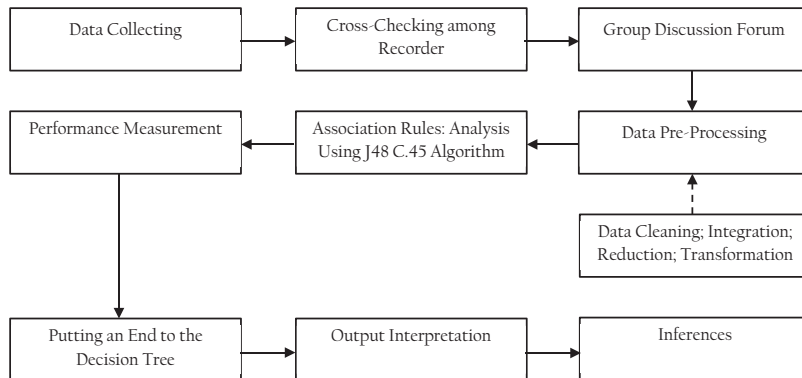 Data Collecting
Cross-Checking among
Recorder
Group Discussion Forum
Performance Measurement
Association Rules: Analysis
Using J48 C.45 Algorithm
Data Pre-Processing
Data Cleaning; Integration;
Reduction; Transformation
Putting an End to the
Decision Tree
Output Interpretation
Inferences